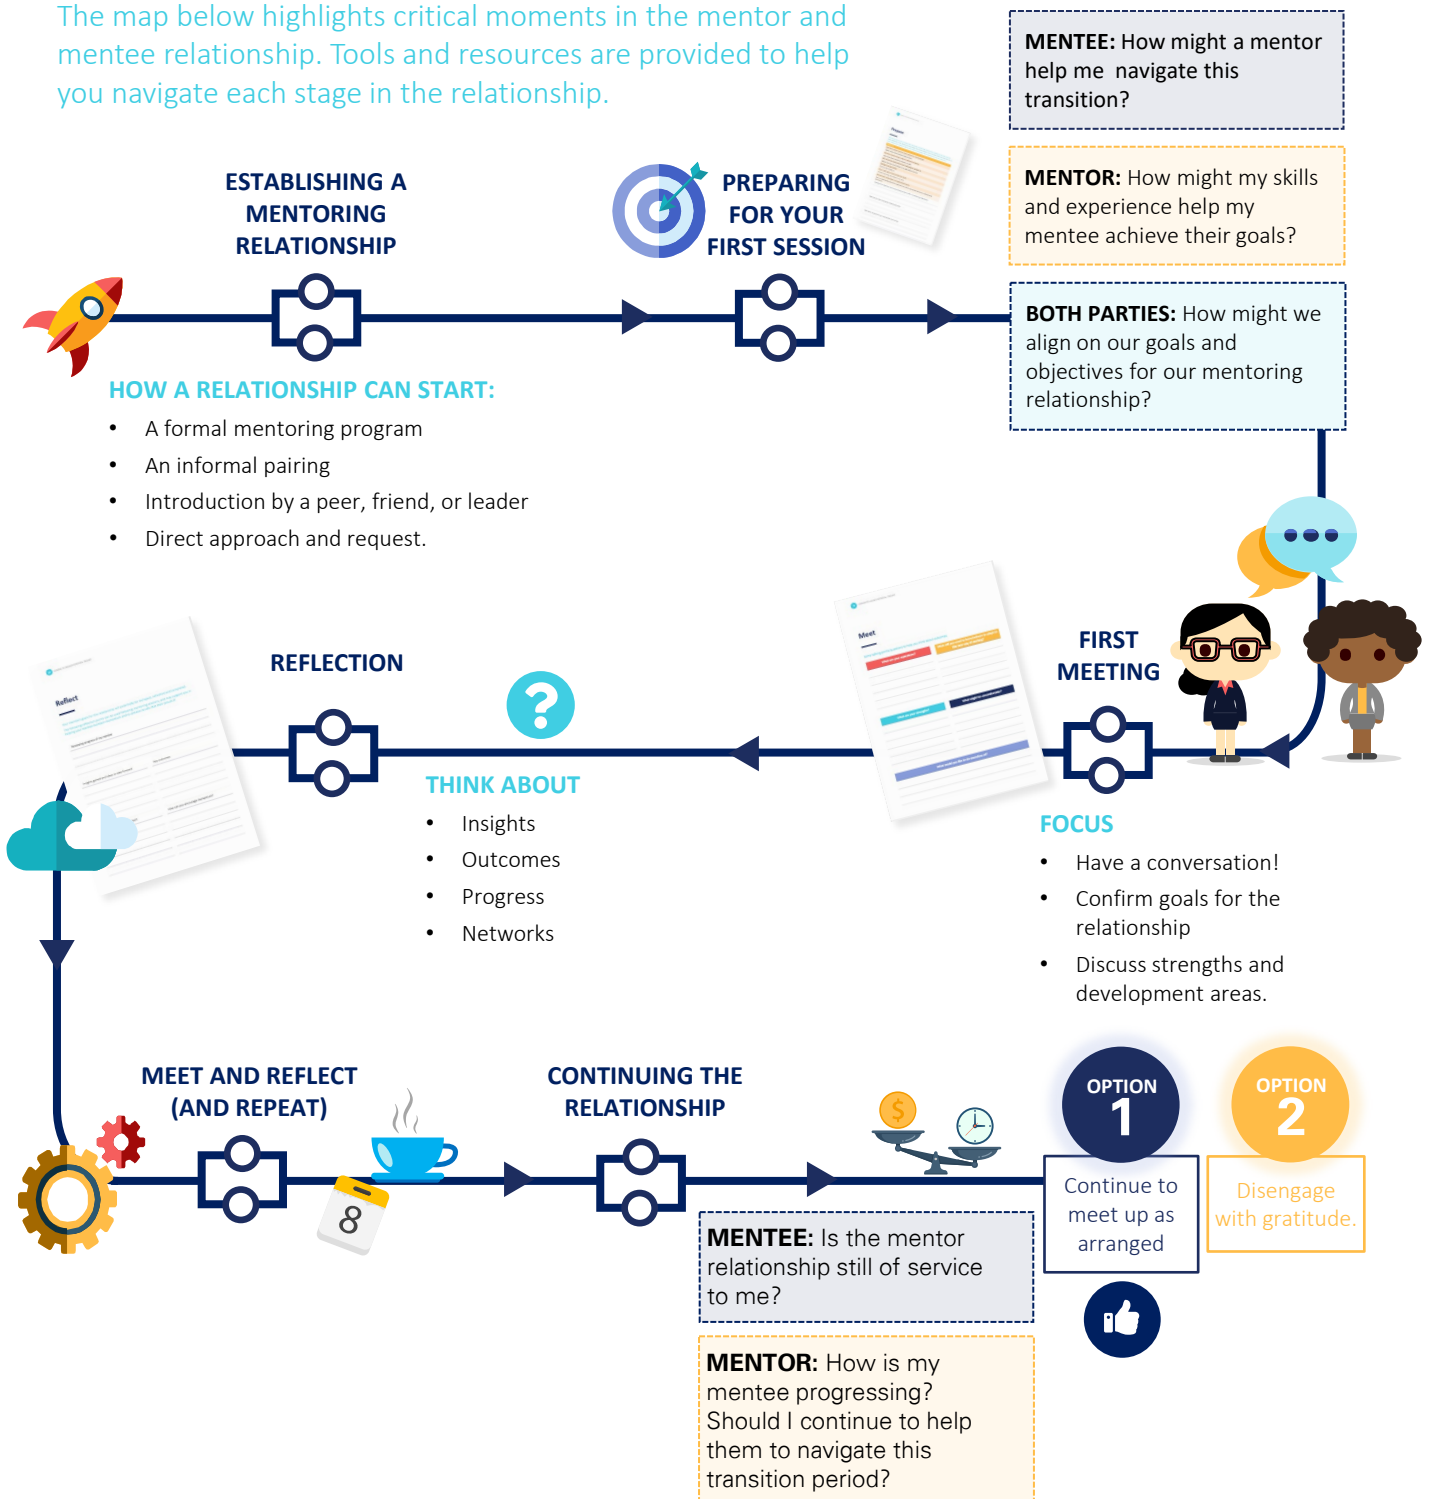 The map below highlights critical moments in the mentor and
mentee relationship. Tools and resources are provided to help
you navigate each stage in the relationship.
ESTABLISHING A
MENTORING
RELATIONSHIP
PREPARING
FOR YOUR
FIRST SESSION
MENTEE: How might a mentor
help me navigate this
transition?
MENTOR: How might my skills
and experience help my
mentee achieve their goals?
BOTH PARTIES: How might we
align on our goals and
objectives for our mentoring
relationship?
HOW A RELATIONSHIP CAN START:
• A formal mentoring program
• An informal pairing
• Introduction by a peer, friend, or leader
• Direct approach and request.
FIRST
MEETING
Meet
FOCUS
• Have a conversation!
• Confirm goals for the
relationship
• Discuss strengths and
development areas.
REFLECTION
?
Reflect
THINK ABOUT
• Insights
• Outcomes
• Progress
• Networks
MEET AND REFLECT
(AND REPEAT)
8
CONTINUING THE
RELATIONSHIP
$
MENTEE: Is the mentor
relationship still of service
to me?
MENTOR: How is my
mentee progressing?
Should I continue to help
them to navigate this
transition period?
OPTION
1
Continue to
meet up as
arranged
OPTION
2
Disengage
with gratitude.